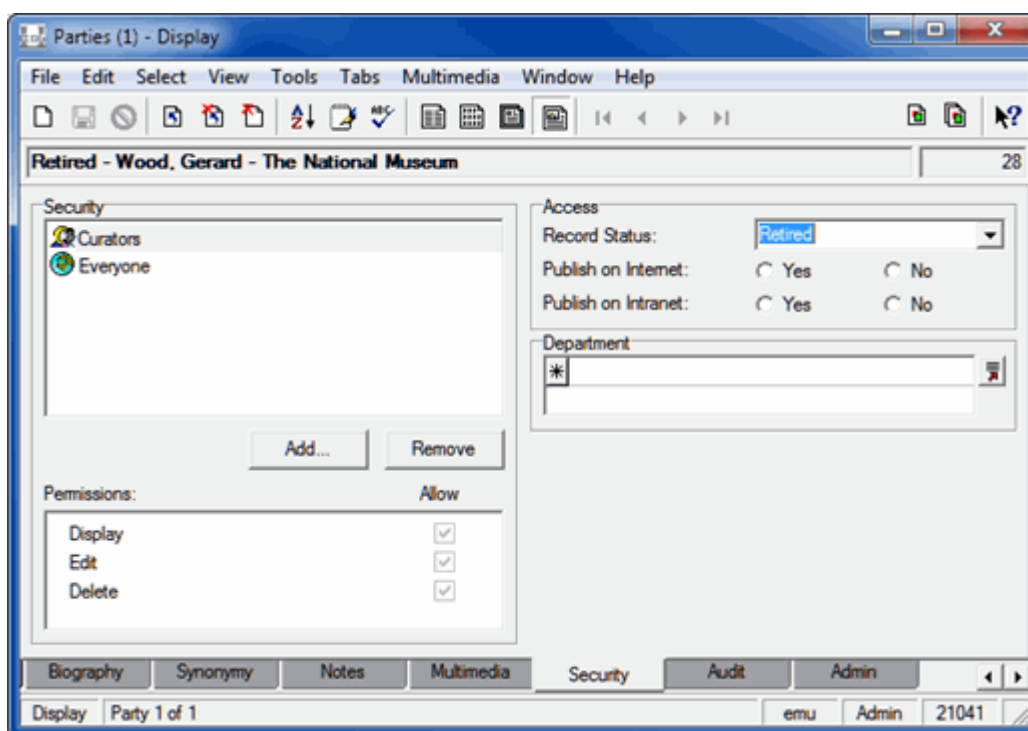 Parties (1) - Display
File Edit Select View Tools Tabs Multimedia Window Help
Retired - Wood, Gerard - The National Museum 28
Security
Curators
Everyone
Add... Remove
Permissions: Allow
Display
Edit
Delete
Access
Record Status: Retired
Publish on Internet: Yes No
Publish on Intranet: Yes No
Department
Biography Synonymy Notes Multimedia Security Audit Admin
Display Party 1 of 1 emu Admin 21041